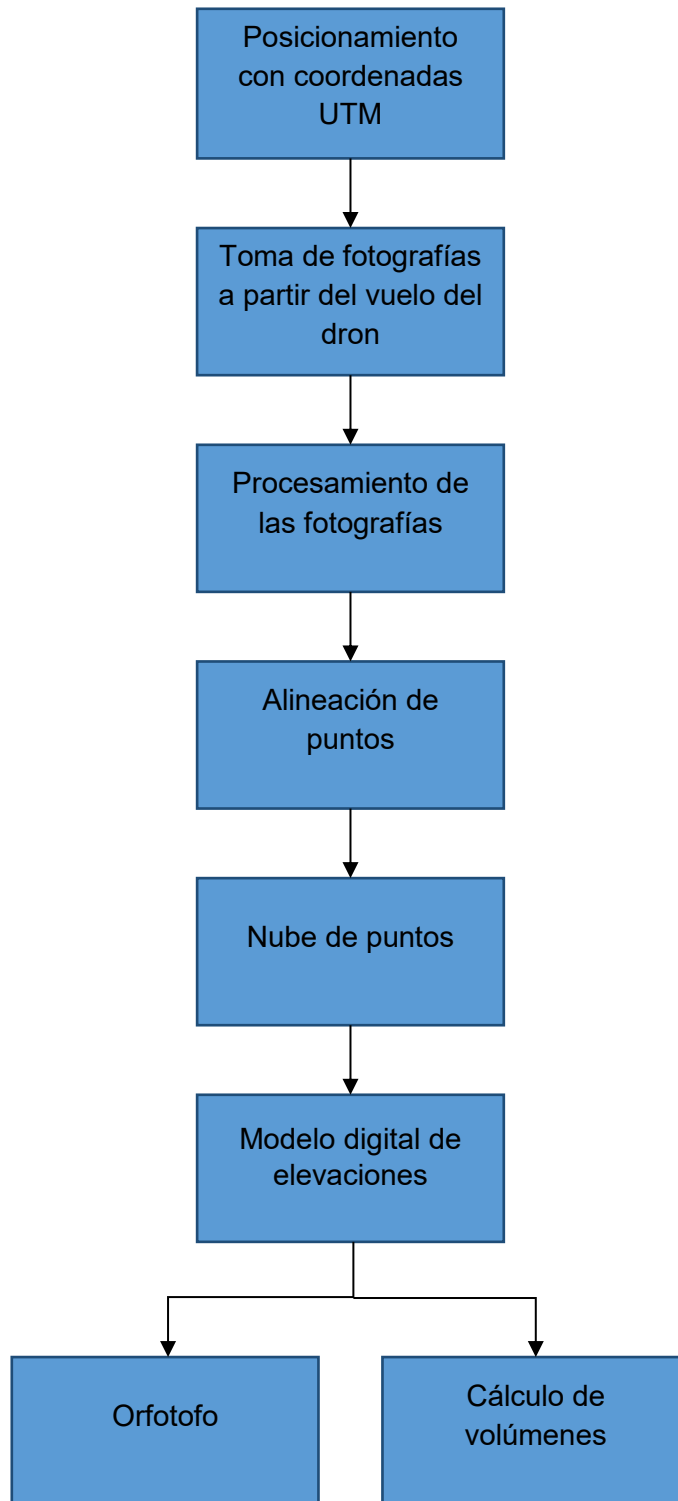 Posicionamiento
con coordenadas
UTM
Toma de fotografías
a partir del vuelo del
dron
Procesamiento de
las fotografías
Alineación de
puntos
Nube de puntos
Modelo digital de
elevaciones
Orfotofo
Cálculo de
volúmenes